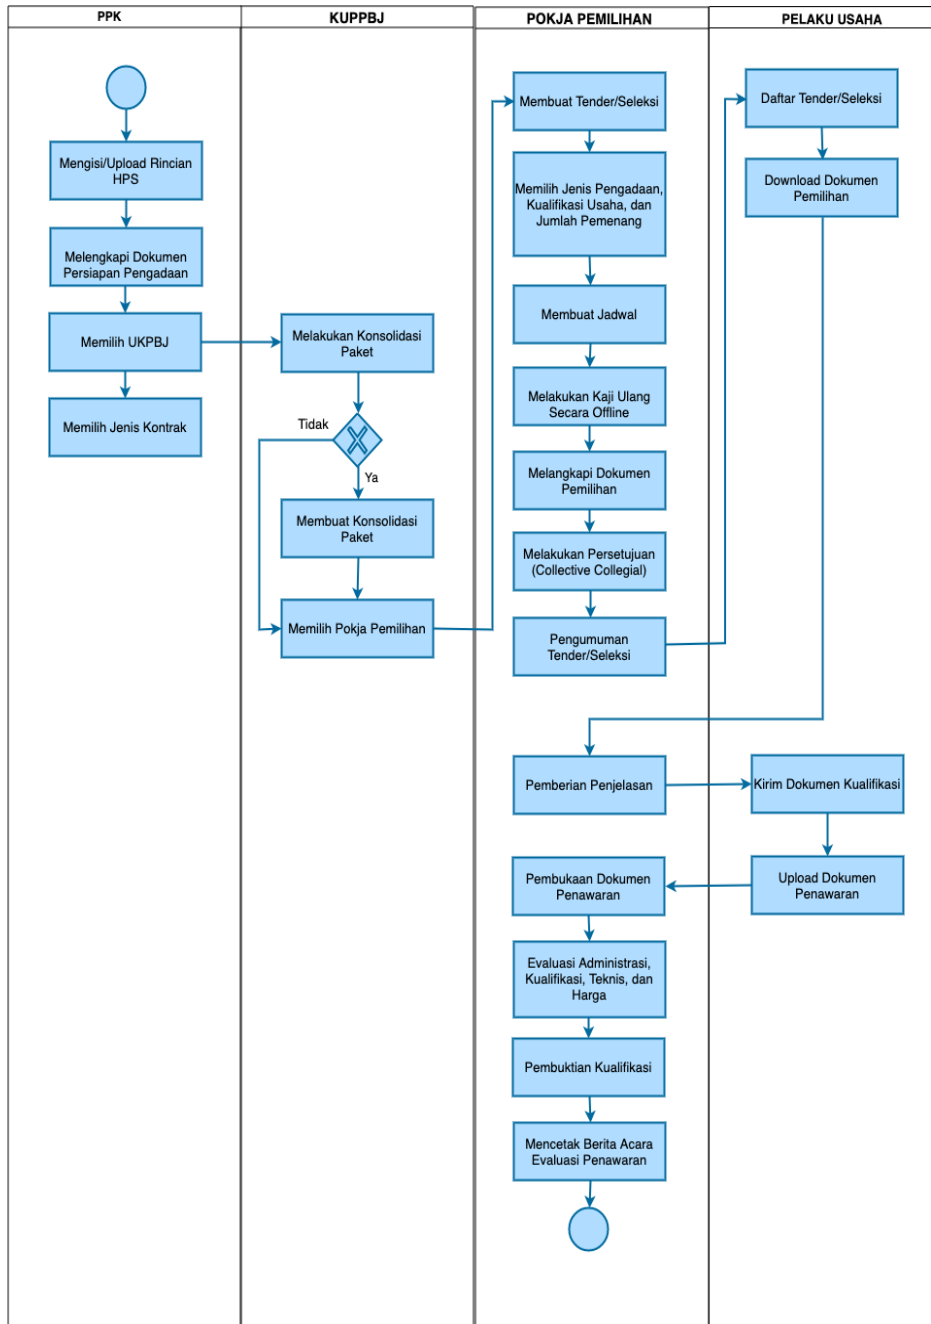 PPK
KUPPBJ
POKJA PEMILIHAN
PELAKU USAHA
Mengisi/Upload Rincian
HPS
Melengkapi Dokumen
Persiapan Pengadaan
Memilih UKPBJ
Memilih Jenis Kontrak
Melakukan Konsolidasi
Paket
Tidak
Ya
Membuat Konsolidasi
Paket
Memilih Pokja Pemilihan
Membuat Tender/Seleksi
Memilih Jenis Pengadaan,
Kualifikasi Usaha, dan
Jumlah Pemenang
Membuat Jadwal
Melakukan Kaji Ulang
Secara Offline
Melangkapi Dokumen
Pemilihan
Melakukan Persetujuan
(Collective Collegial)
Pengumuman
Tender/Seleksi
Daftar Tender/Seleksi
Download Dokumen
Pemilihan
Pemberian Penjelasan
Kirim Dokumen Kualifikasi
Upload Dokumen
Penawaran
Pembukaan Dokumen
Penawaran
Evaluasi Administrasi,
Kualifikasi, Teknis, dan
Harga
Pembuktian Kualifikasi
Mencetak Berita Acara
Evaluasi Penawaran